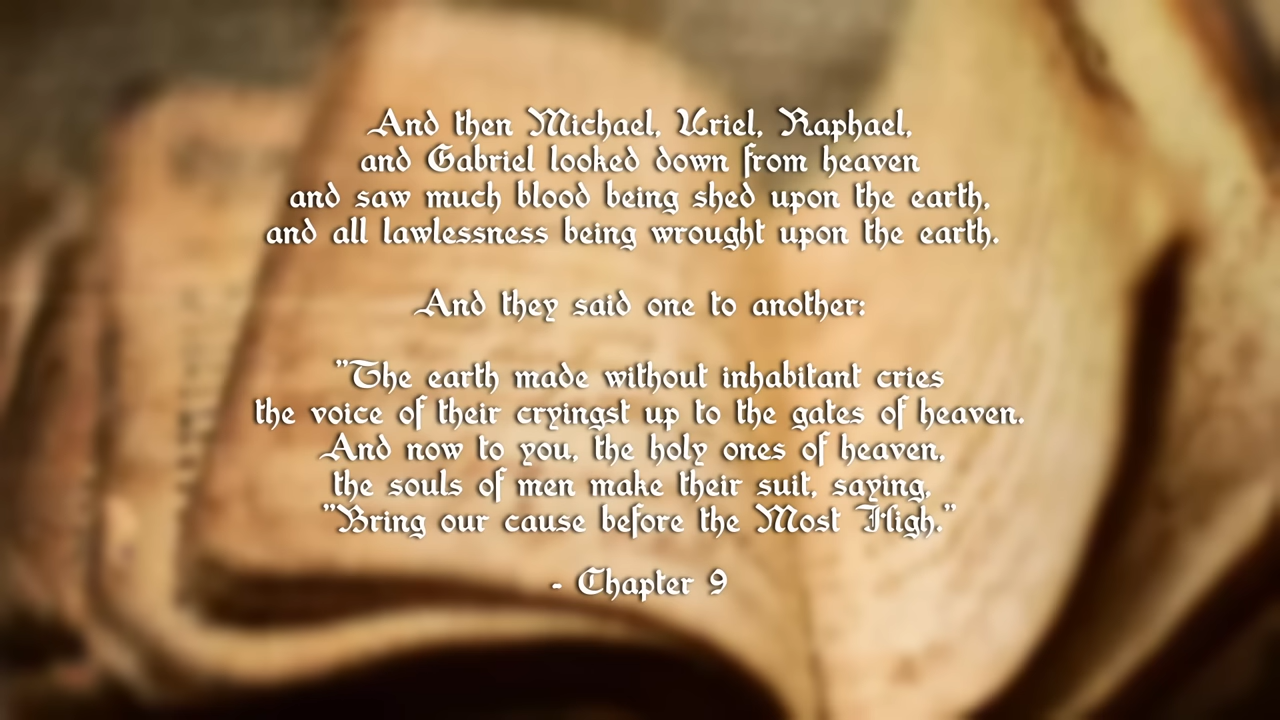 And then Michael, Uriel, Raphael,
and Gabriel looked down from heaven
and saw much blood being shed upon the earth,
and all lawlessness being wrought upon the earth.
And they said one to another:
"The earth made without inhabitant cries
the voice of their cryingst up to the gates of heaven.
And now to you, the holy ones of heaven,
the souls of men make their suit, saying,
"Bring our cause before the Most High."
- Chapter 9